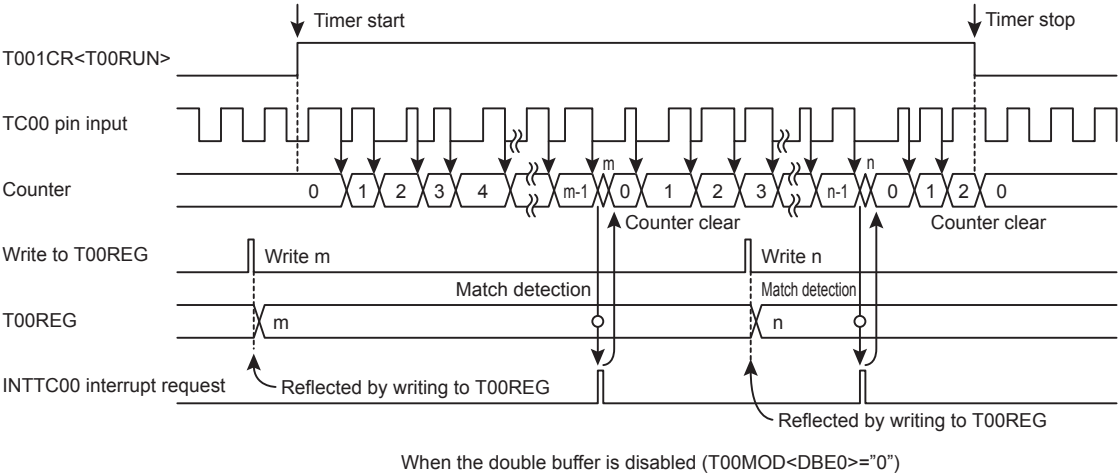 Timer start
Timer stop
T001CR<T00RUN>
TC00 pin input
m
n
Counter
0 1 2 3 4 m-1 0 1 2 3 n-1 0 1 2 0
Counter clear
Counter clear
Write to T00REG
Write m
Write n
Match detection
Match detection
T00REG
m
n
INTTC00 interrupt request
Reflected by writing to T00REG
Reflected by writing to T00REG
When the double buffer is disabled (T00MOD<DBE0>=”0”)